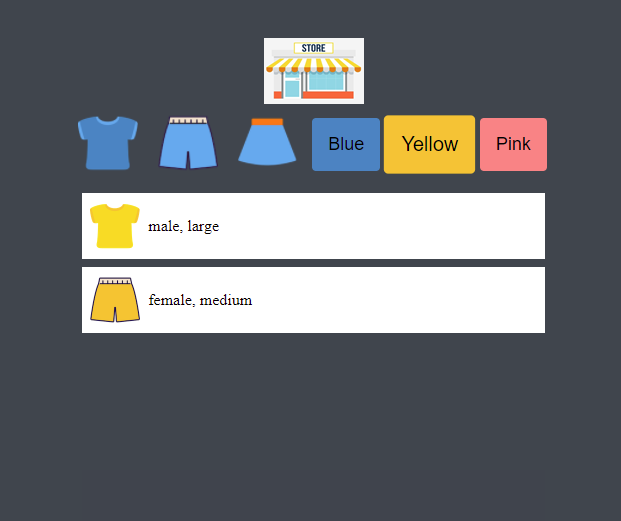 STORE
Blue
Yellow
Pink
male, large
female, medium